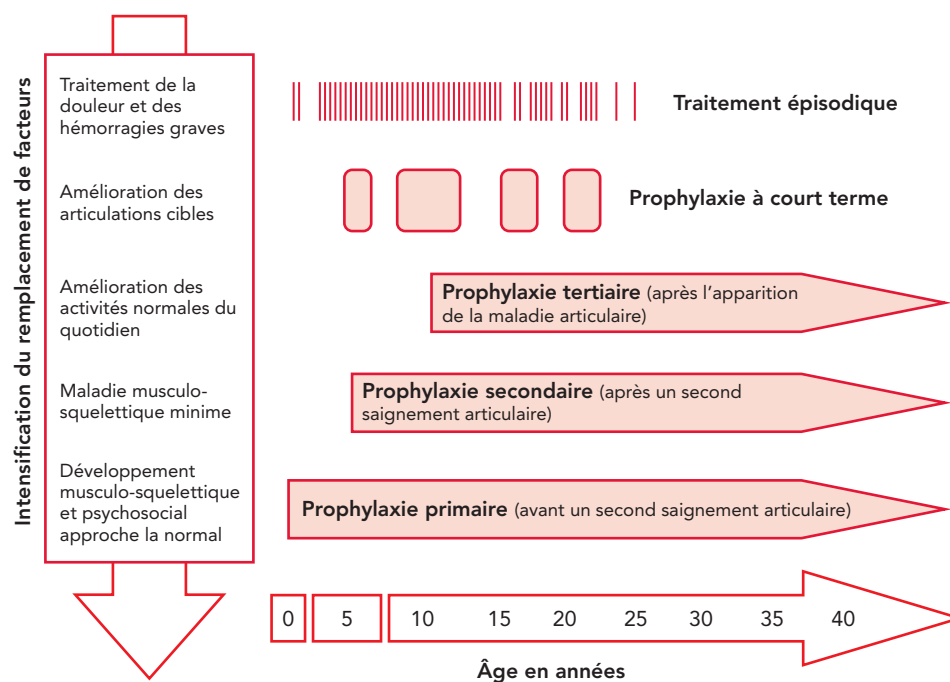 Intensification du remplacement de facteurs
Traitement de la
douleur et des
hémorragies graves
Traitement épisodique
Amélioration des
articulations cibles
Prophylaxie à court terme
Amélioration des
activités normales du
quotidien
Prophylaxie tertiaire (après l’apparition
de la maladie articulaire)
Maladie musculo-
squelettique minime
Prophylaxie secondaire (après un second
saignement articulaire)
Développement
musculo-squelettique
et psychosocial
approche la normal
Prophylaxie primaire (avant un second saignement articulaire)
0 5 10 15 20 25 30 35 40
Âge en années